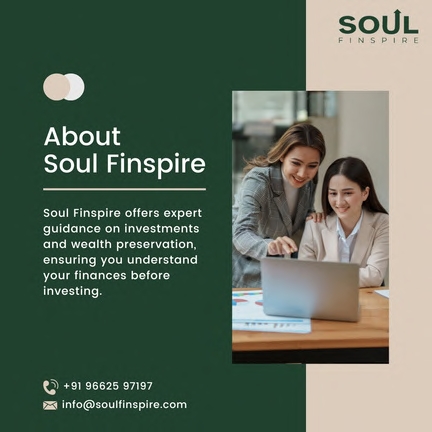 SOUL
FINSPIRE
About
Soul Finspire
Soul Finspire offers expert
guidance on investments
and wealth preservation,
ensuring you understand
your finances before
investing.
+91 96625 97197
info@soulfinspire.com